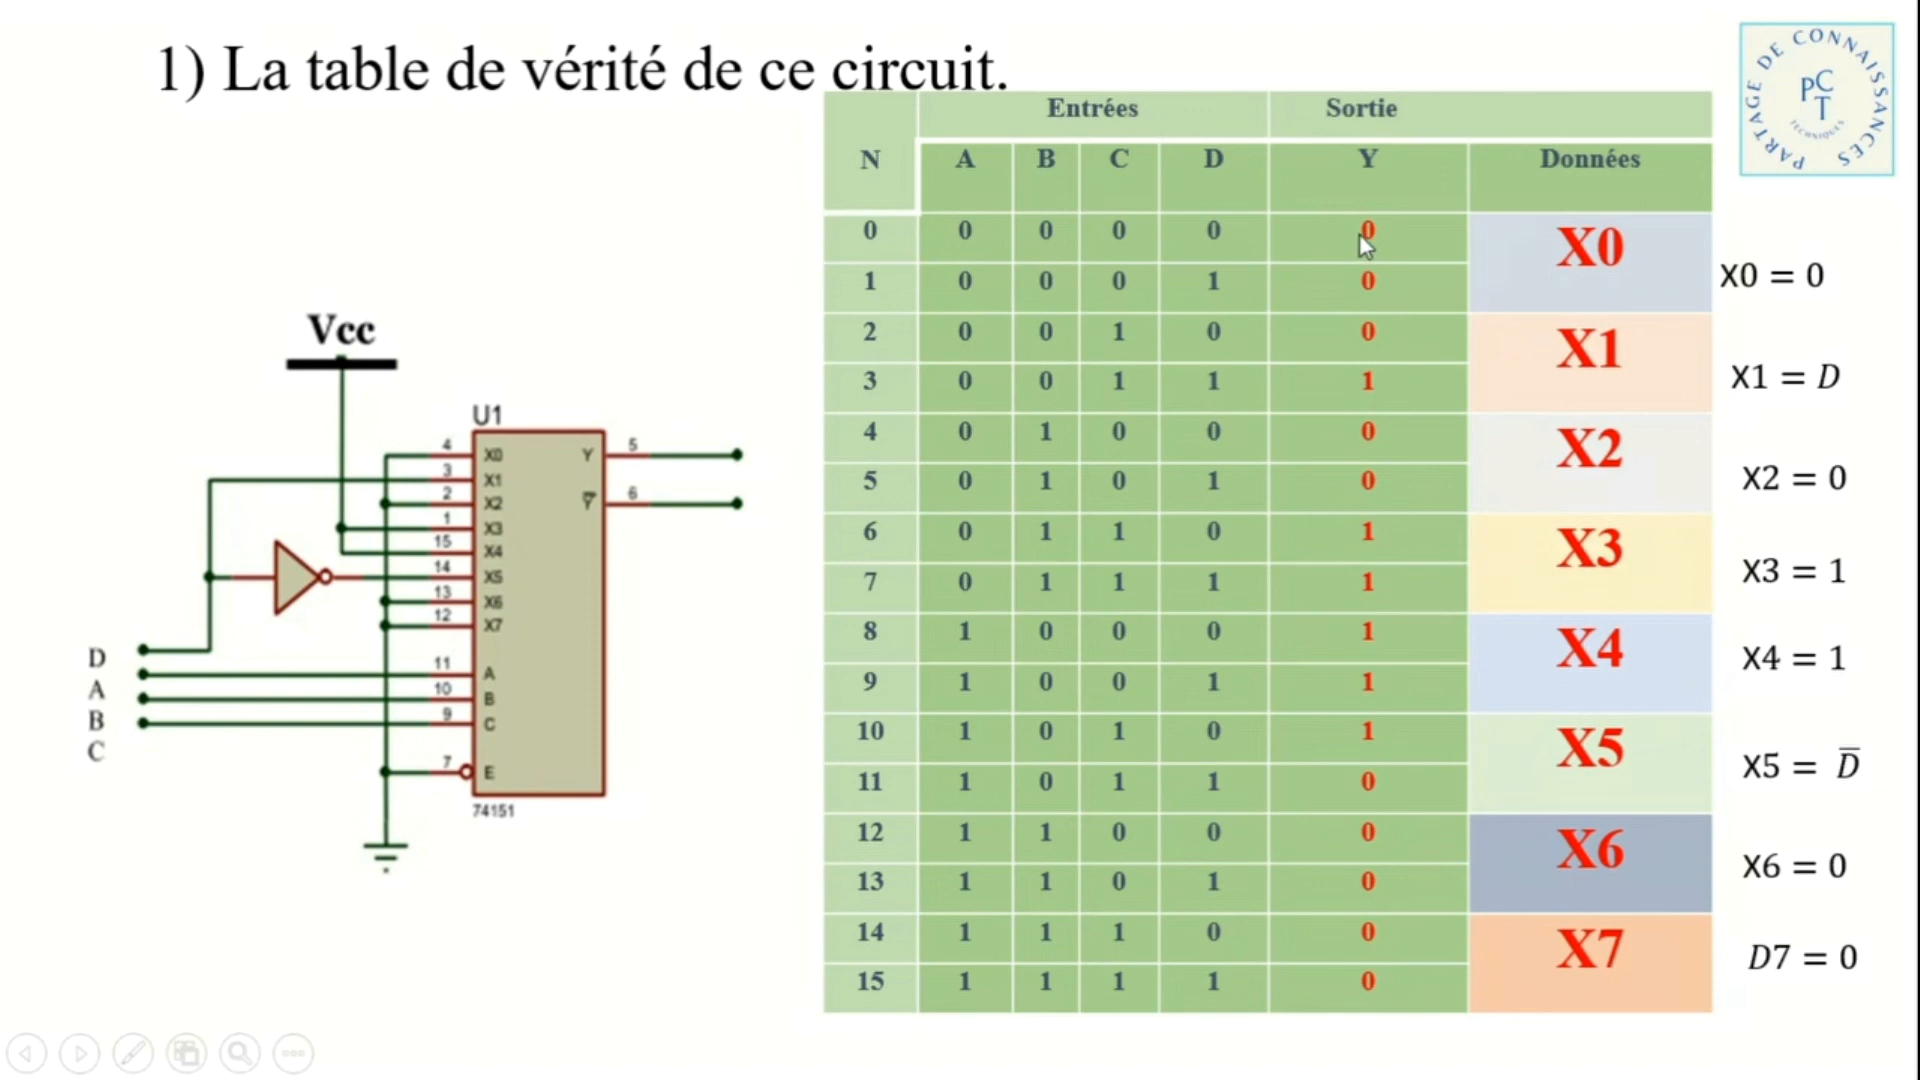 1) La table de vérité de ce circuit.
PARTAGE DE CONNAISSANCES
PCT
TECHNIQUES
N Entrées Sortie
A B C D Y Données
0 0 0 0 0 0 X0
1 0 0 0 1 0
2 0 0 1 0 0 X1
3 0 0 1 1 1
4 0 1 0 0 0 X2
5 0 1 0 1 0
6 0 1 1 0 1 X3
7 0 1 1 1 1
8 1 0 0 0 1 X4
9 1 0 0 1 1
10 1 0 1 0 1 X5
11 1 0 1 1 0
12 1 1 0 0 0 X6
13 1 1 0 1 0
14 1 1 1 0 0 X7
15 1 1 1 1 0
X0 = 0
X1 = D
X2 = 0
X3 = 1
X4 = 1
X5 = D̅
X6 = 0
D7 = 0
Vcc
U1
4 X0 Y 5
3 X1
2 X2 Y̅ 6
1 X3
15 X4
14 X5
13 X6
12 X7
11 A
10 B
9 C
7 E
74151
D
A
B
C